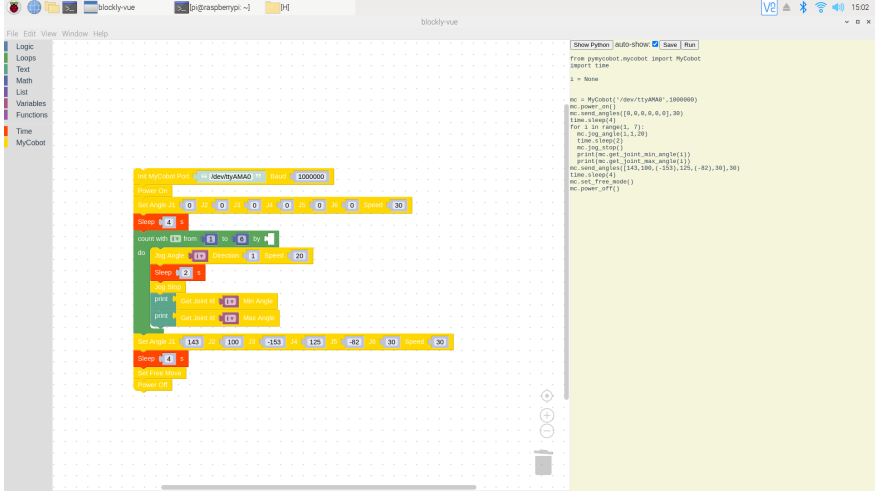 blockly-vue
[pi@raspberrypi: ~]
[H]
V2
15:02
blockly-vue
File Edit View Window Help
Logic
Loops
Text
Math
List
Variables
Functions
Time
MyCobot
Init MyCobot Port “ /dev/ttyAMA0 ” Baud 1000000
Power On
Set Angle J1 0 J2 0 J3 0 J4 0 J5 0 J6 0 Speed 30
Sleep 4 s
count with i from 1 to 6 by
do
Jog Angle i Direction 1 Speed 20
Sleep 2 s
Jog Stop
print Get Joint Id i Min Angle
print Get Joint Id i Max Angle
Set Angle J1 143 J2 100 J3 -153 J4 125 J5 -82 J6 30 Speed 30
Sleep 4 s
Set Free Move
Power Off
Show Python auto-show: Save Run
from pymycobot.mycobot import MyCobot
import time
i = None
mc = MyCobot('/dev/ttyAMA0',1000000)
mc.power_on()
mc.send_angles([0,0,0,0,0,0],30)
time.sleep(4)
for i in range(1, 7):
mc.jog_angle(i,1,20)
time.sleep(2)
mc.jog_stop()
print(mc.get_joint_min_angle(i))
print(mc.get_joint_max_angle(i))
mc.send_angles([143,100,(-153),125,(-82),30],30)
time.sleep(4)
mc.set_free_mode()
mc.power_off()